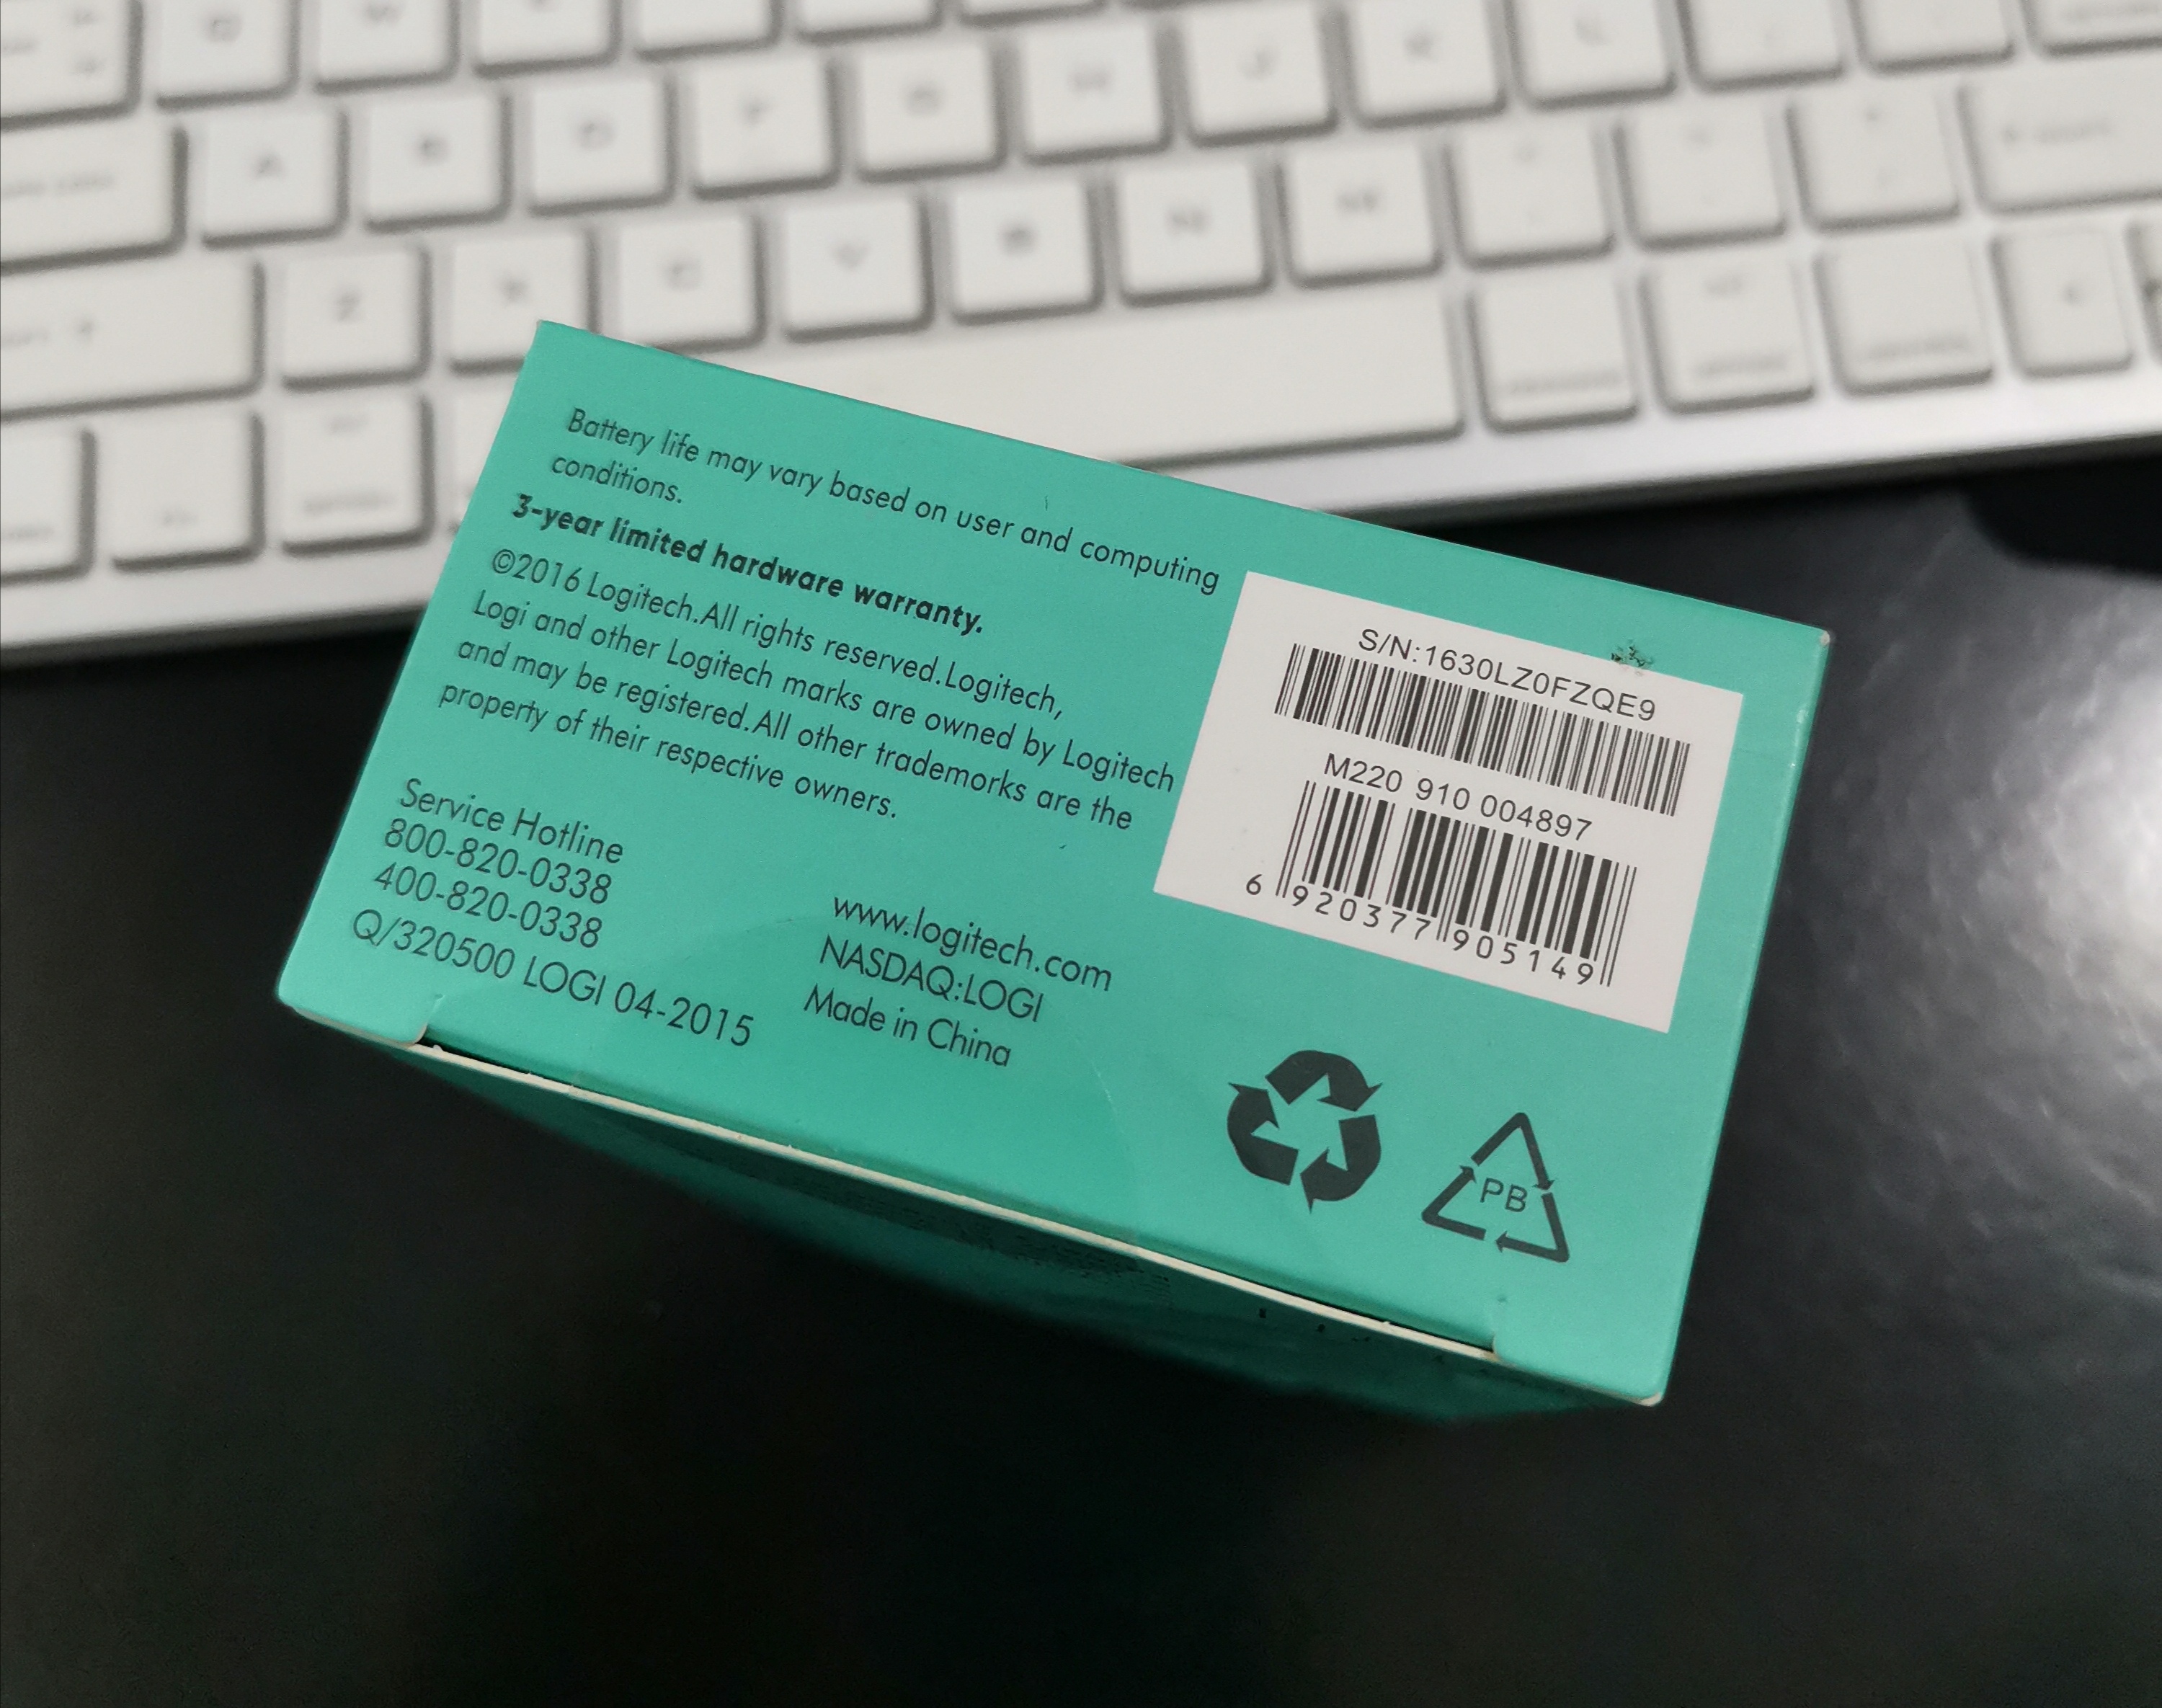 Battery life may vary based on user and computing
conditions.
3-year limited hardware warranty.
©2016 Logitech.All rights reserved.Logitech,
Logi and other Logitech marks are owned by Logitech
and may be registered.All other trademorks are the
property of their respective owners.
Service Hotline
800-820-0338
400-820-0338
Q/320500 LOGI 04-2015
www.logitech.com
NASDAQ:LOGI
Made in China
S/N:1630LZ0FZQE9
M220 910 004897
6 920377 905149
PB